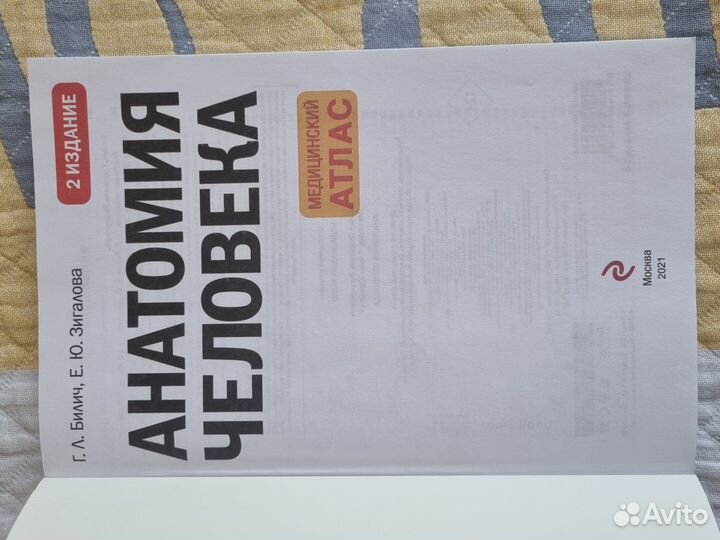 Г. Л. Билич, Е. Ю. Зигалова
2 ИЗДАНИЕ
АНАТОМИЯ
ЧЕЛОВЕКА
МЕДИЦИНСКИЙ
АТЛАС
Москва
2021
Avito